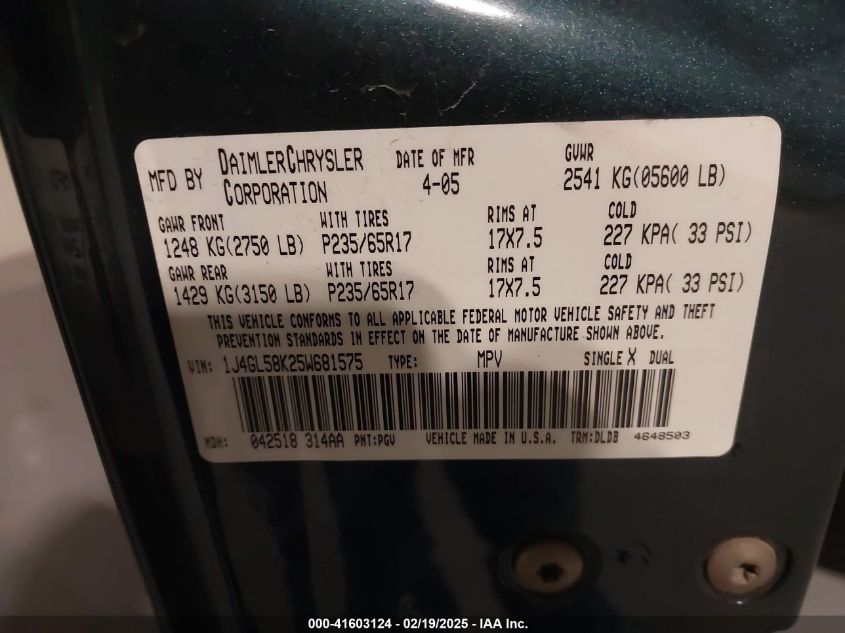 MFD BY DAIMLERCHRYSLER CORPORATION DATE OF MFR 4-05 GVWR 2541 KG(05600 LB)
GAWR FRONT WITH TIRES RIMS AT COLD
1248 KG(2750 LB) P235/65R17 17X7.5 227 KPA( 33 PSI)
GAWR REAR WITH TIRES RIMS AT COLD
1429 KG(3150 LB) P235/65R17 17X7.5 227 KPA( 33 PSI)
THIS VEHICLE CONFORMS TO ALL APPLICABLE FEDERAL MOTOR VEHICLE SAFETY AND THEFT
PREVENTION STANDARDS IN EFFECT ON THE DATE OF MANUFACTURE SHOWN ABOVE.
VIN: 1J4GL58K25W681575 TYPE: MPV SINGLE X DUAL
MDH: 042518 314AA PNT:PGV VEHICLE MADE IN U.S.A. TRM:DLDB 4648503
000-41603124 - 02/19/2025 - IAA Inc.